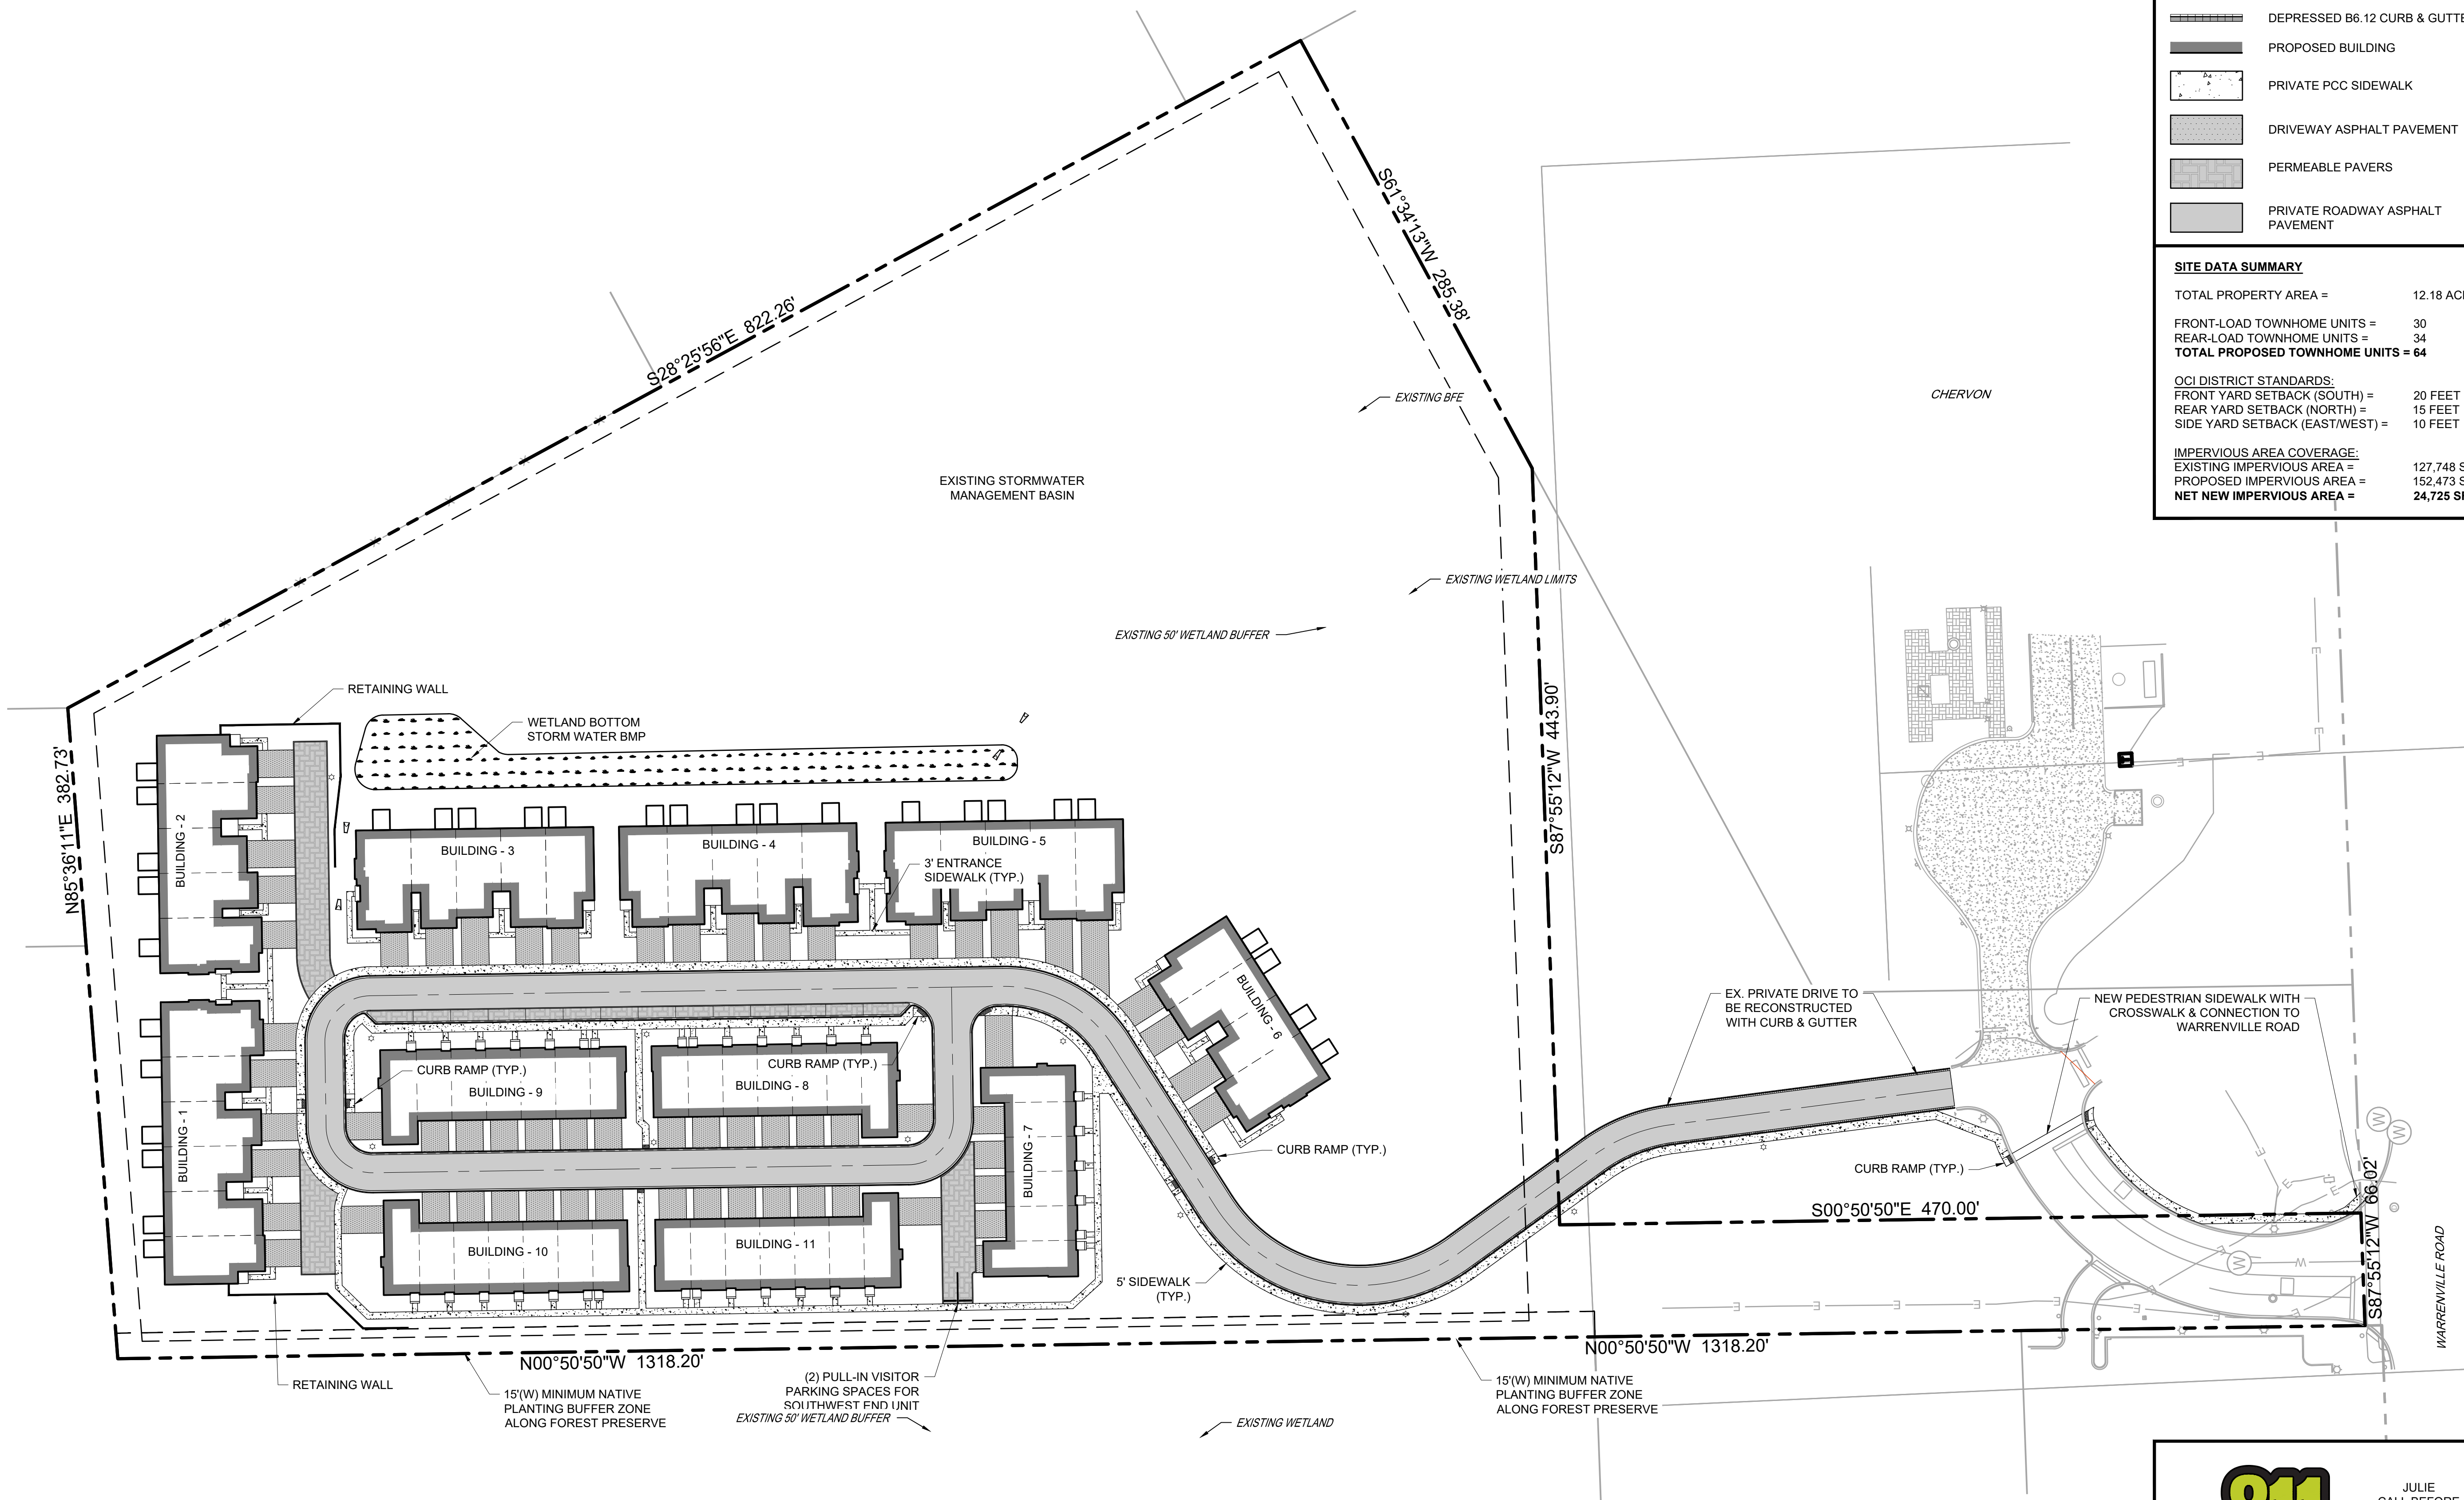 DEPRESSED B6.12 CURB & GUTTE
PROPOSED BUILDING
PRIVATE PCC SIDEWALK
DRIVEWAY ASPHALT PAVEMENT
PERMEABLE PAVERS
PRIVATE ROADWAY ASPHALT
PAVEMENT
SITE DATA SUMMARY
TOTAL PROPERTY AREA = 12.18 AC
FRONT-LOAD TOWNHOME UNITS = 30
REAR-LOAD TOWNHOME UNITS = 34
TOTAL PROPOSED TOWNHOME UNITS = 64
OCI DISTRICT STANDARDS:
FRONT YARD SETBACK (SOUTH) = 20 FEET
REAR YARD SETBACK (NORTH) = 15 FEET
SIDE YARD SETBACK (EAST/WEST) = 10 FEET
IMPERVIOUS AREA COVERAGE:
EXISTING IMPERVIOUS AREA = 127,748 S
PROPOSED IMPERVIOUS AREA = 152,473 S
NET NEW IMPERVIOUS AREA = 24,725 SF
S61°34'13"W 285.38'
S28°25'56"E 822.26'
EXISTING BFE
CHERVON
EXISTING STORMWATER
MANAGEMENT BASIN
EXISTING WETLAND LIMITS
EXISTING 50' WETLAND BUFFER
RETAINING WALL
WETLAND BOTTOM
STORM WATER BMP
N85°36'11"E 382.73'
S87°55'12"W 443.90'
BUILDING - 2
BUILDING - 3
BUILDING - 4
BUILDING - 5
3' ENTRANCE
SIDEWALK (TYP.)
BUILDING - 6
EX. PRIVATE DRIVE TO
BE RECONSTRUCTED
WITH CURB & GUTTER
NEW PEDESTRIAN SIDEWALK WITH
CROSSWALK & CONNECTION TO
WARRENVILLE ROAD
CURB RAMP (TYP.)
CURB RAMP (TYP.)
BUILDING - 9
BUILDING - 8
BUILDING - 1
BUILDING - 7
CURB RAMP (TYP.)
CURB RAMP (TYP.)
S00°50'50"E 470.00'
S87°55'12"W 66.02'
WARRENVILLE ROAD
BUILDING - 10
BUILDING - 11
5' SIDEWALK
(TYP.)
N00°50'50"W 1318.20'
N00°50'50"W 1318.20'
RETAINING WALL
15'(W) MINIMUM NATIVE
PLANTING BUFFER ZONE
ALONG FOREST PRESERVE
(2) PULL-IN VISITOR
PARKING SPACES FOR
SOUTHWEST END UNIT
EXISTING 50' WETLAND BUFFER
EXISTING WETLAND
15'(W) MINIMUM NATIVE
PLANTING BUFFER ZONE
ALONG FOREST PRESERVE
E
E
E
E
E
E
E
E
E
E
E
E
E
W
W
W
W
811
JULIE